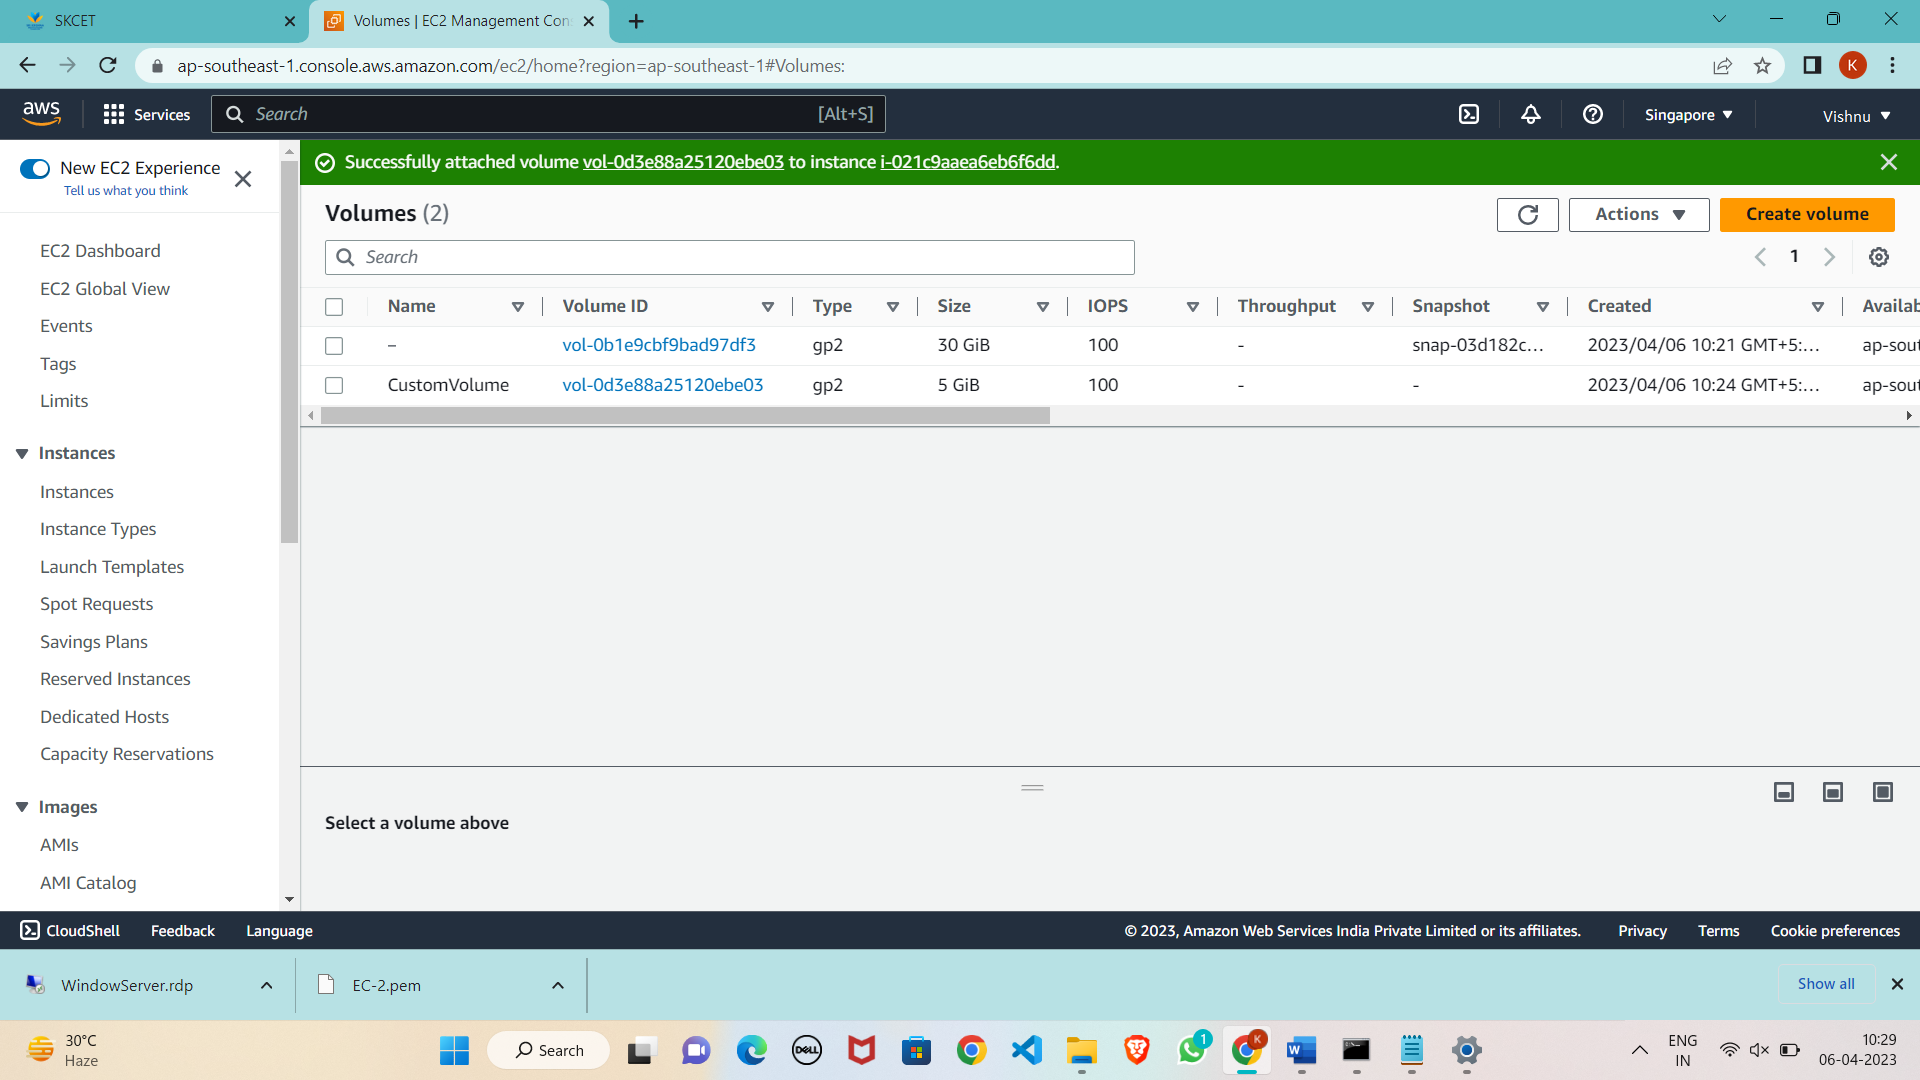 SKCET
Volumes | EC2 Management Con
ap-southeast-1.console.aws.amazon.com/ec2/home?region=ap-southeast-1#Volumes:
K
aws
Services
Search
[Alt+S]
Singapore
Vishnu
New EC2 Experience
Tell us what you think
Successfully attached volume vol-0d3e88a25120ebe03 to instance i-021c9aaea6eb6f6dd.
Volumes (2)
Actions
Create volume
Search
1
Name Volume ID Type Size IOPS Throughput Snapshot Created Availab
– vol-0b1e9cbf9bad97df3 gp2 30 GiB 100 - snap-03d182c... 2023/04/06 10:21 GMT+5:... ap-sout
CustomVolume vol-0d3e88a25120ebe03 gp2 5 GiB 100 - - 2023/04/06 10:24 GMT+5:... ap-sout
EC2 Dashboard
EC2 Global View
Events
Tags
Limits
Instances
Instances
Instance Types
Launch Templates
Spot Requests
Savings Plans
Reserved Instances
Dedicated Hosts
Capacity Reservations
Images
AMIs
AMI Catalog
Select a volume above
CloudShell
Feedback
Language
© 2023, Amazon Web Services India Private Limited or its affiliates.
Privacy
Terms
Cookie preferences
WindowServer.rdp
EC-2.pem
Show all
30°C
Haze
Search
DELL
1
K
W
ENG
IN
10:29
06-04-2023